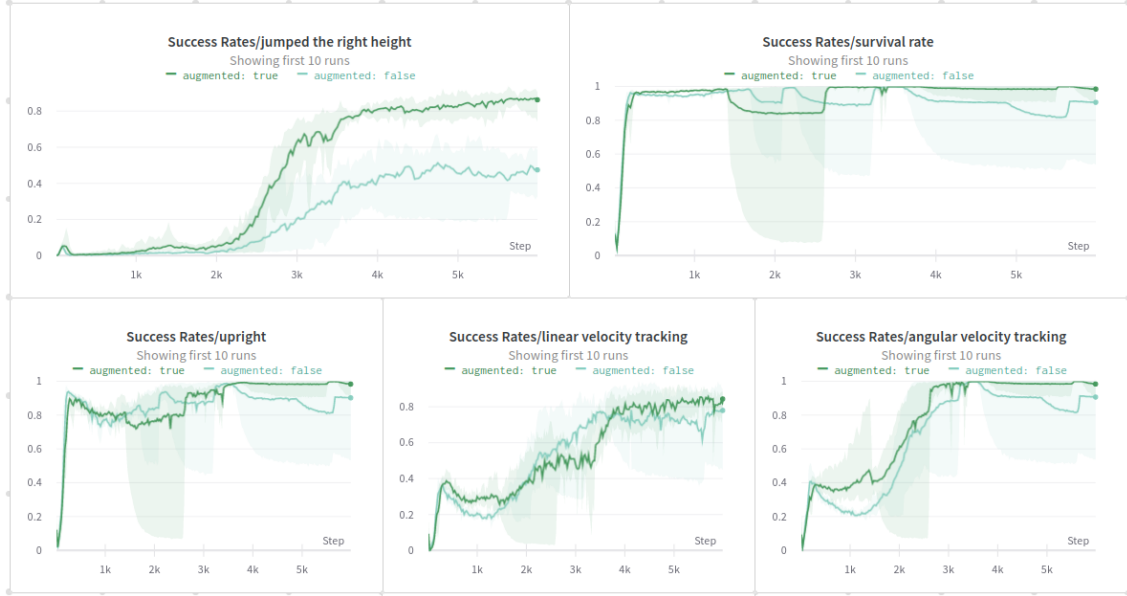 Success Rates/jumped the right height
Showing first 10 runs
augmented: true augmented: false
0.8
0.6
0.4
0.2
0
1k 2k 3k 4k 5k
Step
Success Rates/survival rate
Showing first 10 runs
augmented: true augmented: false
1
0.8
0.6
0.4
0.2
0
1k 2k 3k 4k 5k
Step
Success Rates/upright
Showing first 10 runs
augmented: true augmented: false
1
0.8
0.6
0.4
0.2
0
1k 2k 3k 4k 5k
Step
Success Rates/linear velocity tracking
Showing first 10 runs
augmented: true augmented: false
0.8
0.6
0.4
0.2
0
1k 2k 3k 4k 5k
Step
Success Rates/angular velocity tracking
Showing first 10 runs
augmented: true augmented: false
1
0.8
0.6
0.4
0.2
0
1k 2k 3k 4k 5k
Step